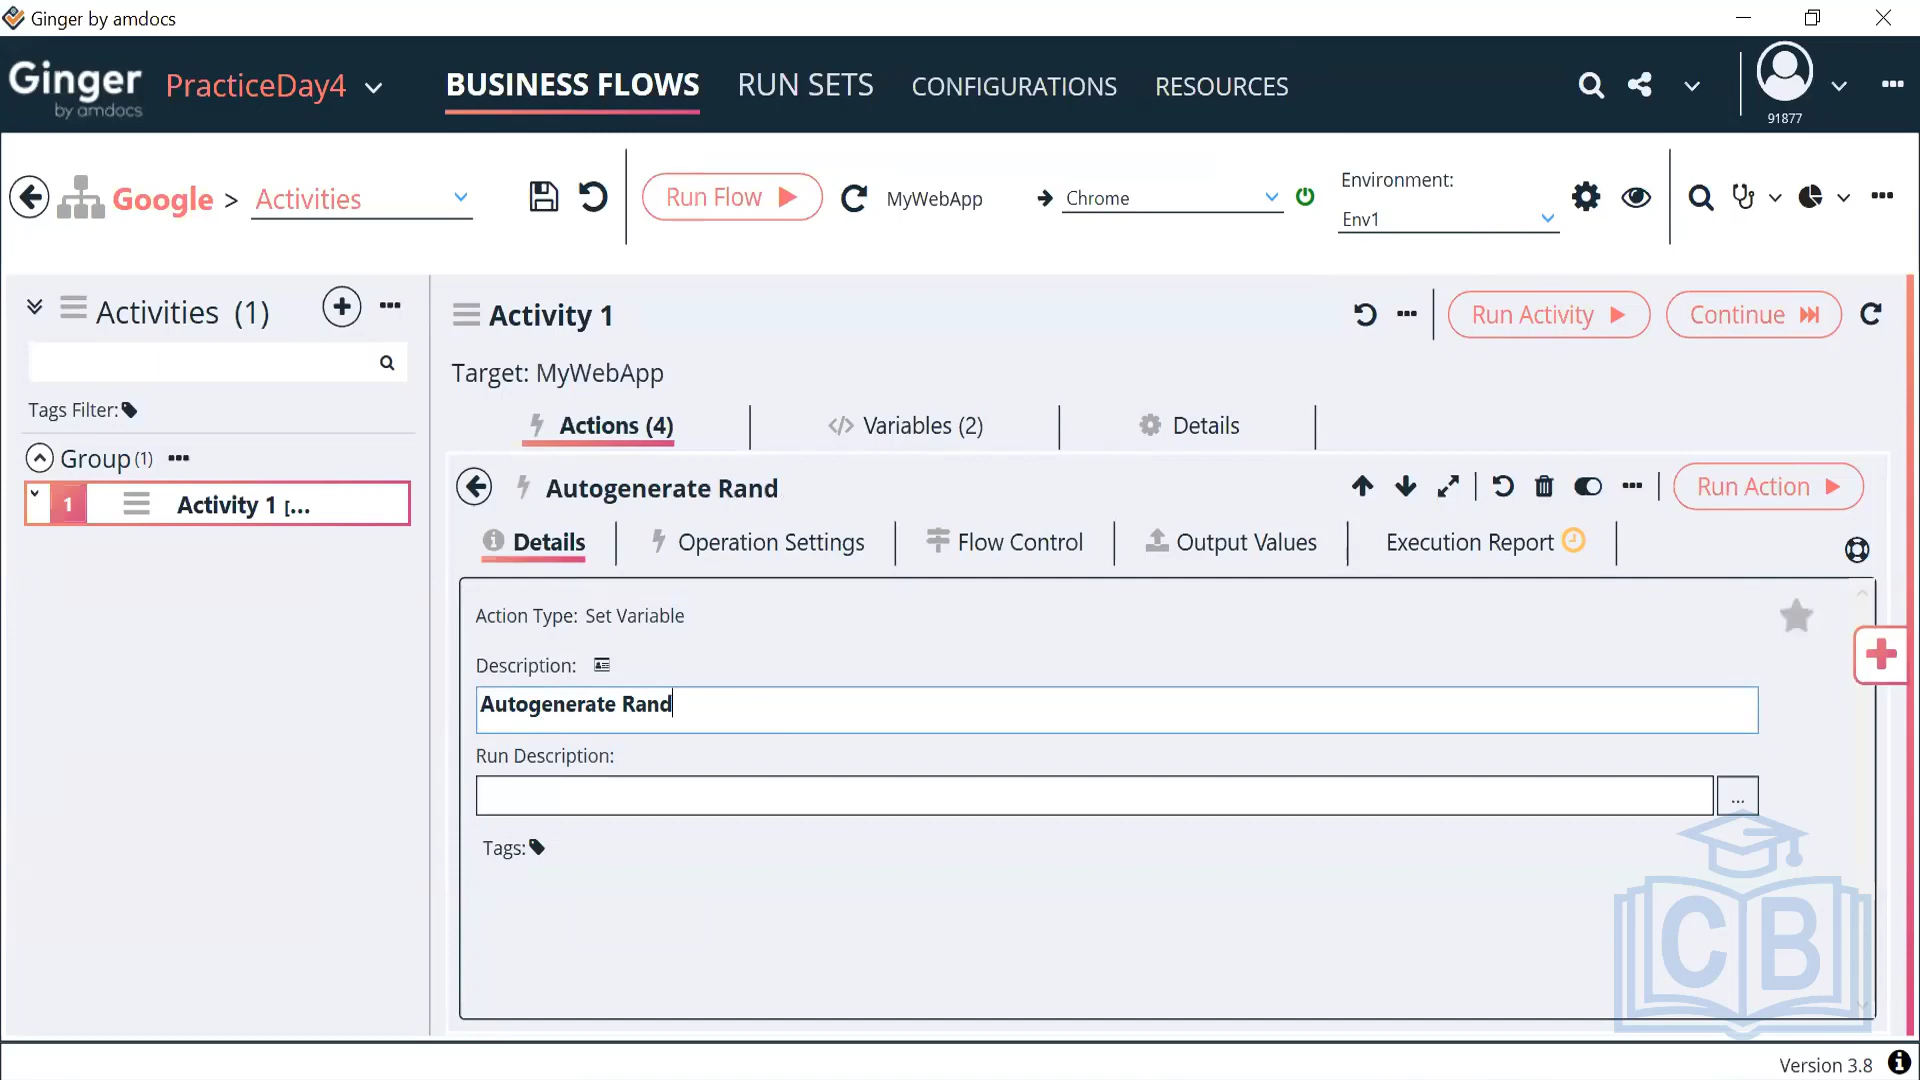 Ginger by amdocs
Ginger
by amdocs
PracticeDay4
BUSINESS FLOWS
RUN SETS
CONFIGURATIONS
RESOURCES
91877
Google > Activities
Run Flow
MyWebApp
Chrome
Environment:
Env1
Activities (1)
Tags Filter:
Group (1)
1
Activity 1 [...
Activity 1
Run Activity
Continue
Target: MyWebApp
Actions (4)
Variables (2)
Details
Autogenerate Rand
Run Action
Details
Operation Settings
Flow Control
Output Values
Execution Report
Action Type: Set Variable
Description:
Autogenerate Rand
Run Description:
...
Tags:
CB
Version 3.8